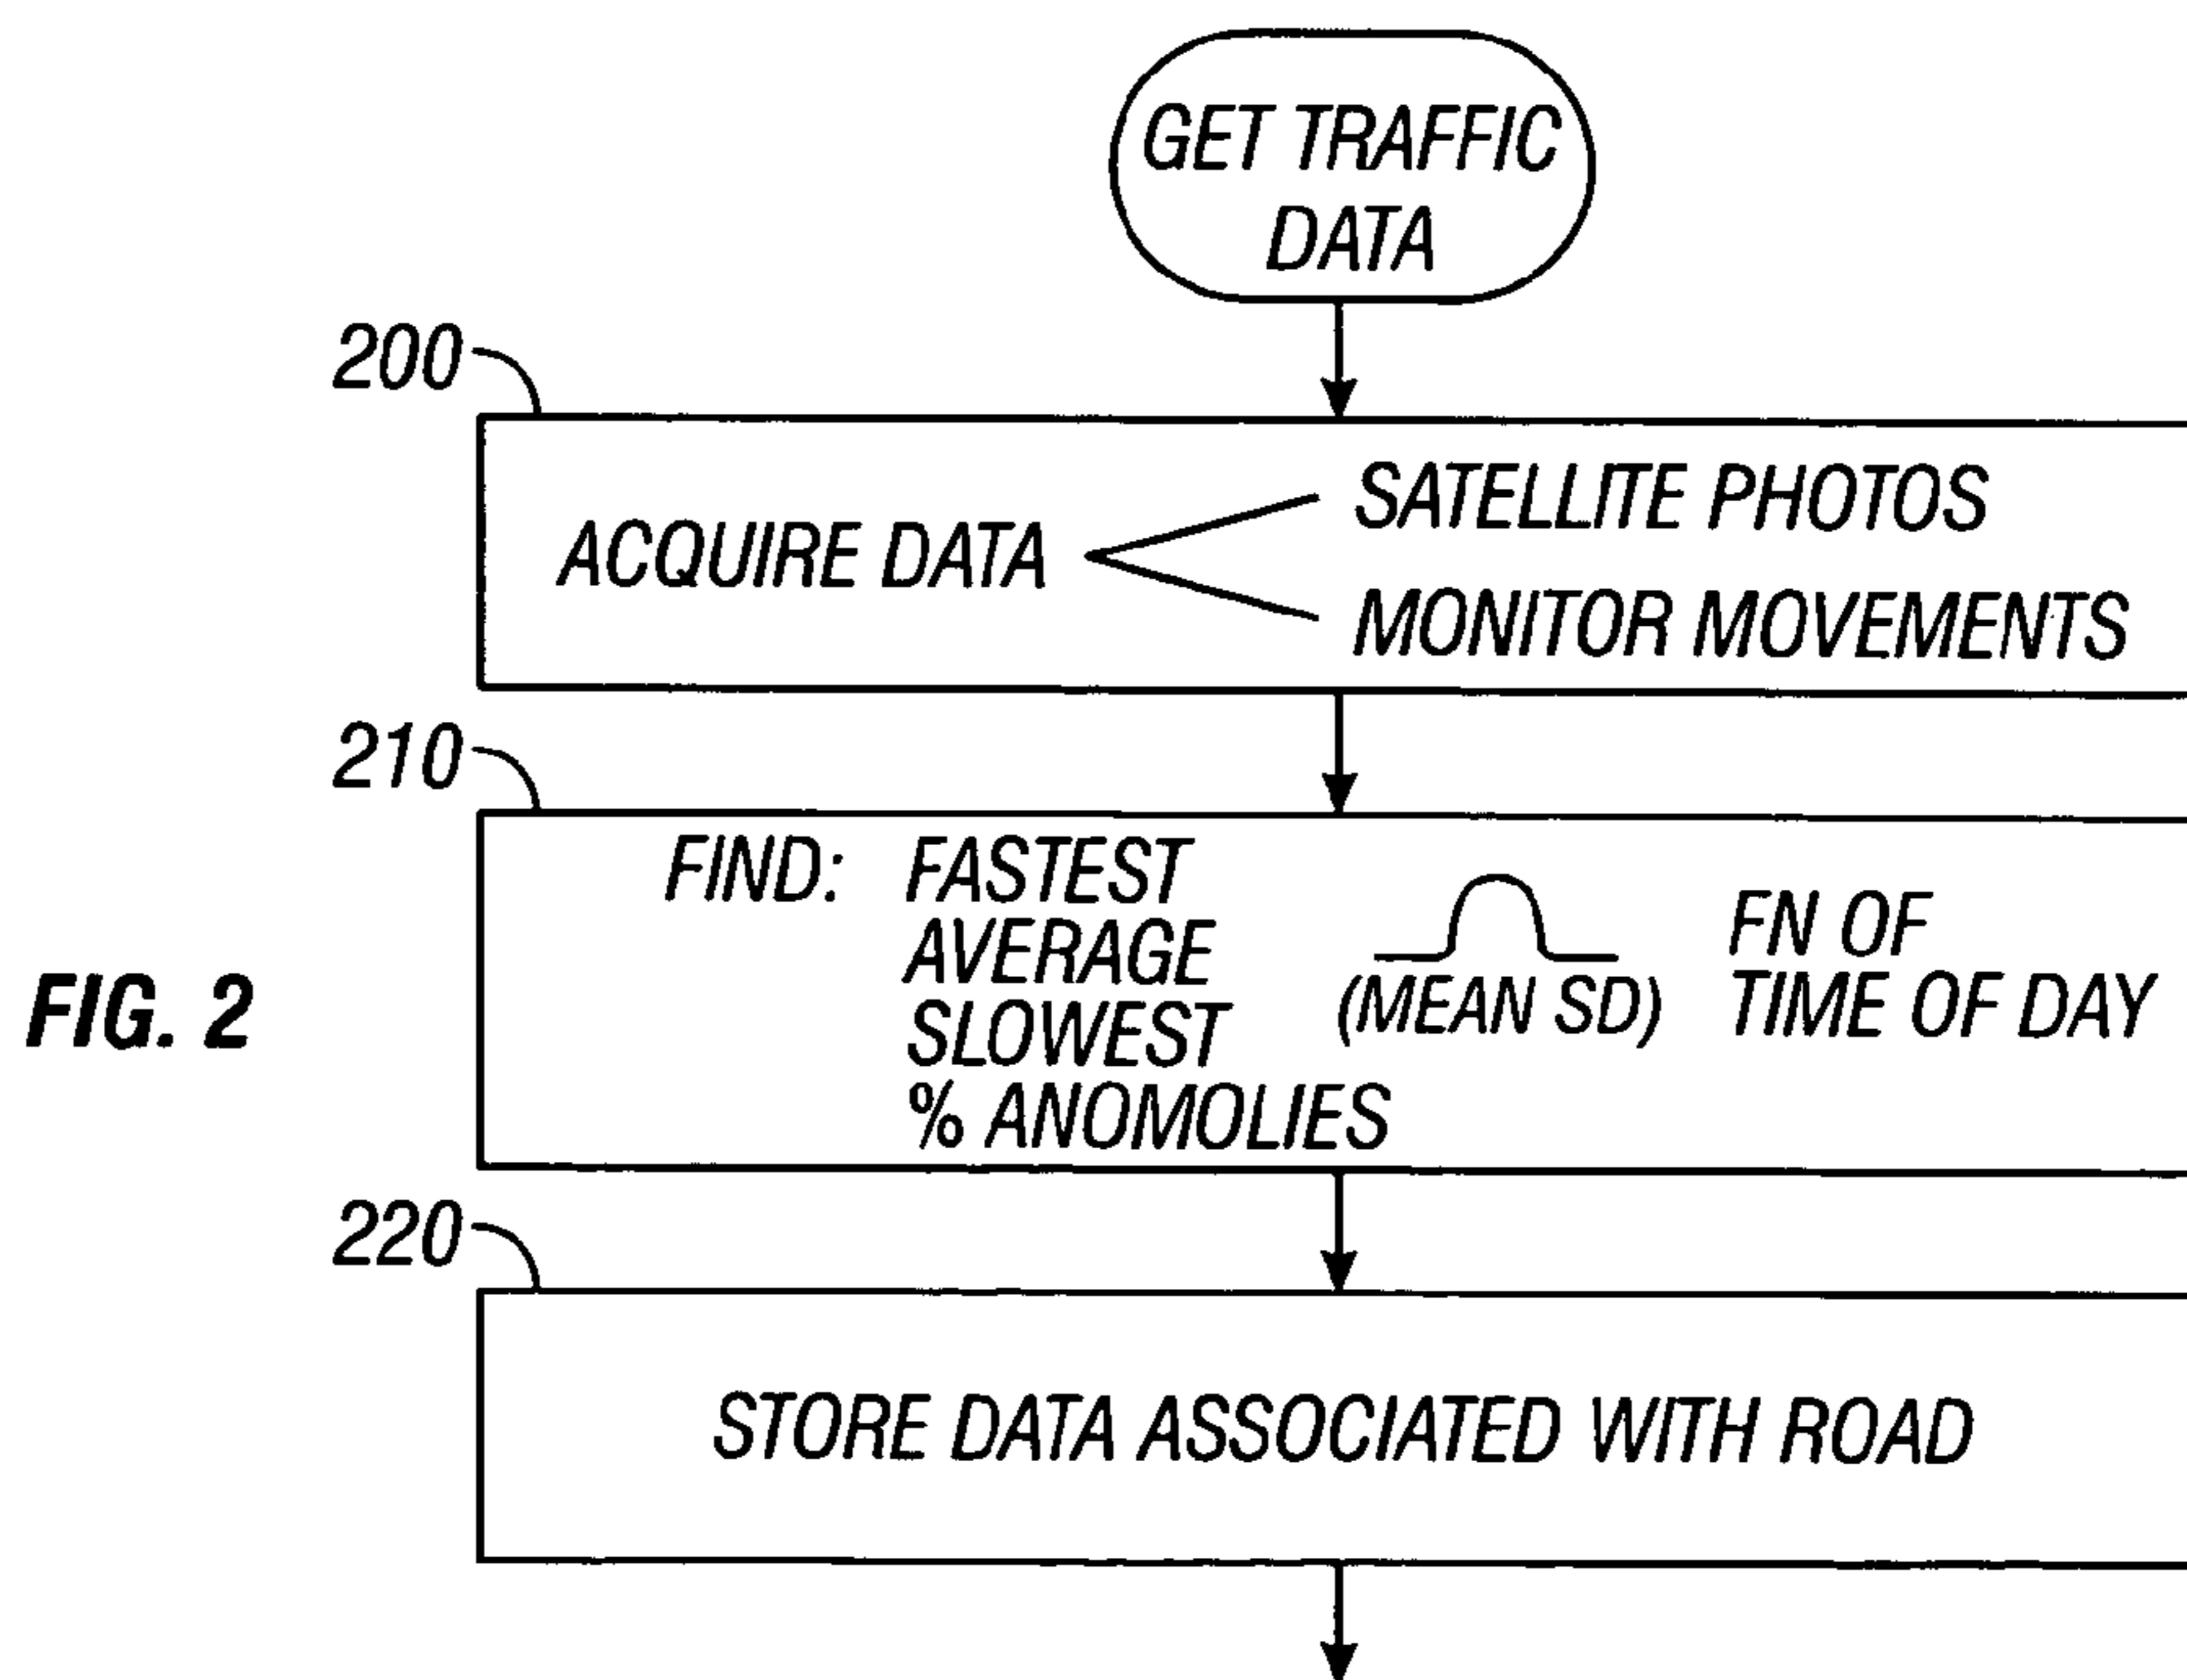 GET TRAFFIC
DATA
200
ACQUIRE DATA
SATELLITE PHOTOS
MONITOR MOVEMENTS
210
FIND: FASTEST
AVERAGE
SLOWEST
% ANOMOLIES
(MEAN SD)
FN OF
TIME OF DAY
FIG. 2
220
STORE DATA ASSOCIATED WITH ROAD